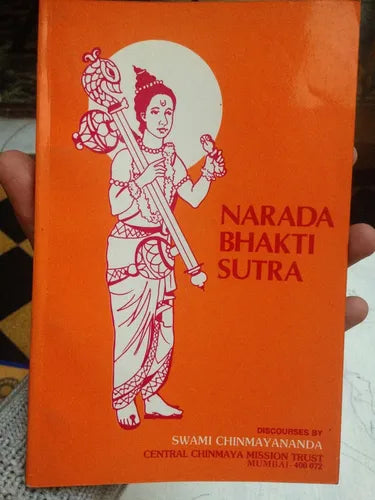 NARADA
BHAKTI
SUTRA
DISCOURSES BY
SWAMI CHINMAYANANDA
CENTRAL CHINMAYA MISSION TRUST
MUMBAI - 400 072